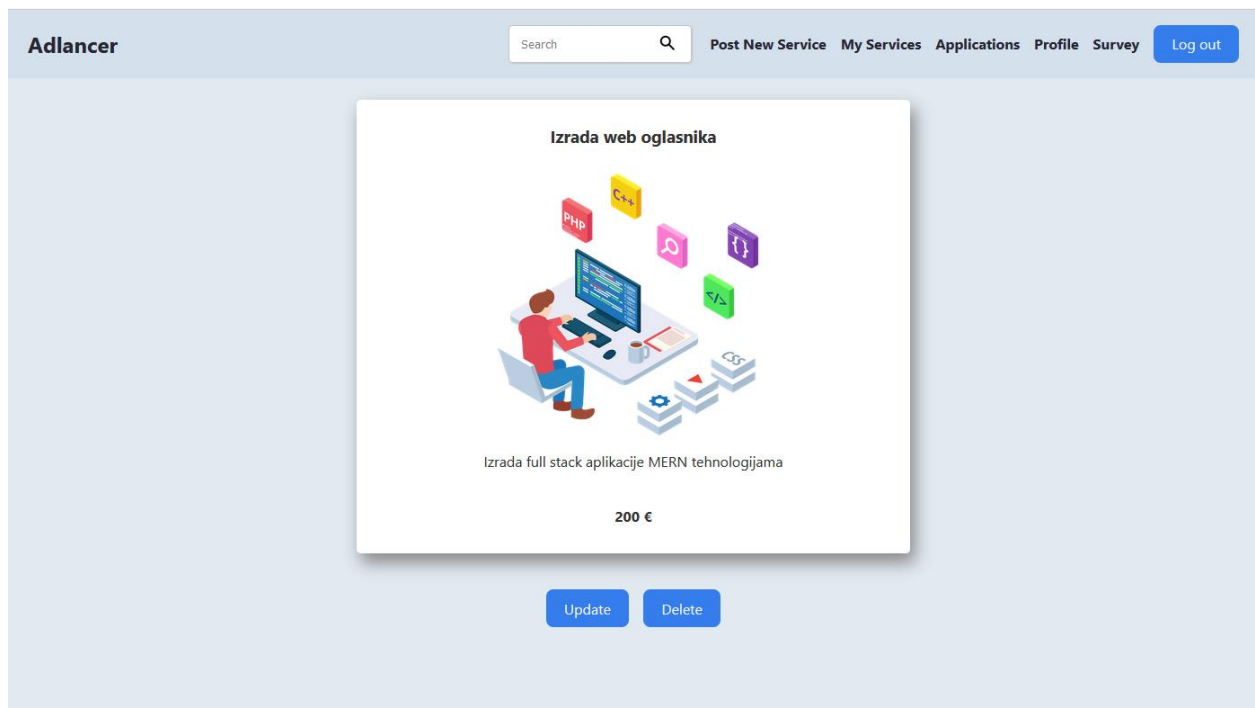 Adlancer
Search
Post New Service
My Services
Applications
Profile
Survey
Log out
Izrada web oglasnika
C++
PHP
{}
</>
CSS
Izrada full stack aplikacije MERN tehnologijama
200 €
Update
Delete